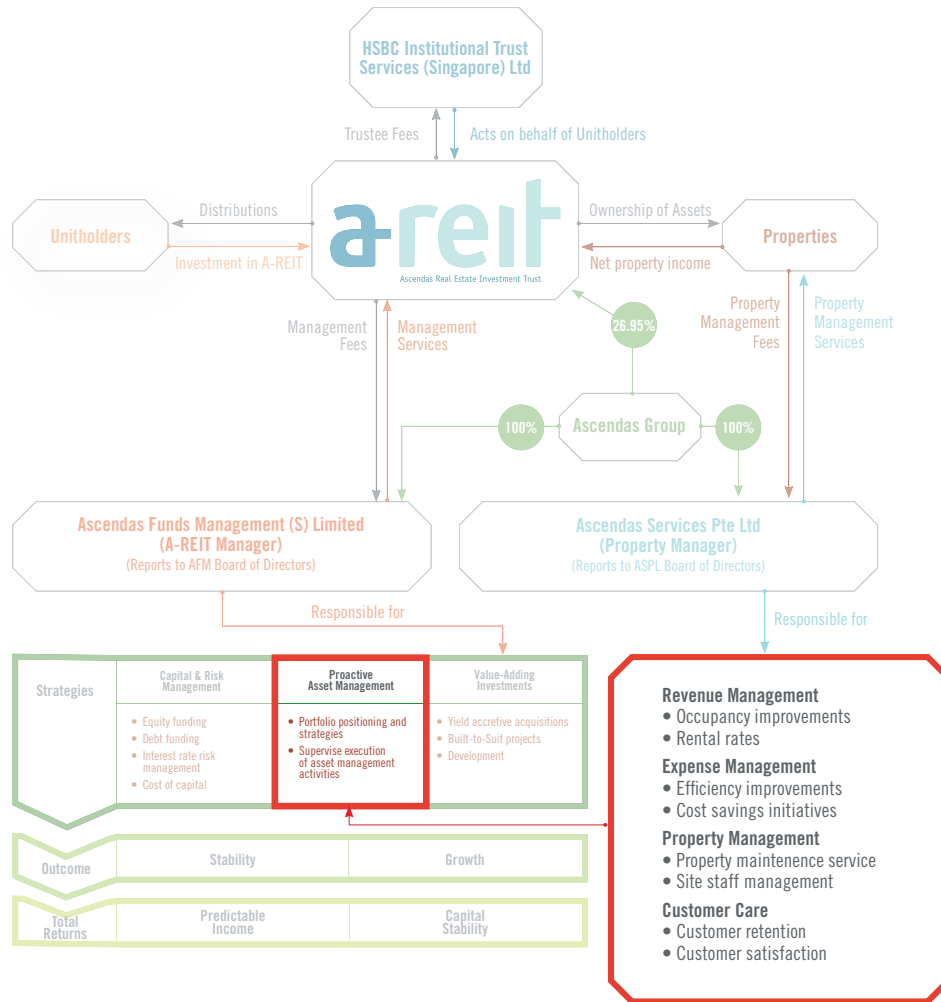 HSBC Institutional Trust
Services (Singapore) Ltd
Trustee Fees
Acts on behalf of Unitholders
a-reit
Ascendas Real Estate Investment Trust
Unitholders
Distributions
Investment in A-REIT
Ownership of Assets
Net property income
Properties
Management
Fees
Management
Services
26.95%
Property
Management
Fees
Property
Management
Services
100%
Ascendas Group
100%
Ascendas Funds Management (S) Limited
(A-REIT Manager)
(Reports to AFM Board of Directors)
Ascendas Services Pte Ltd
(Property Manager)
(Reports to ASPL Board of Directors)
Responsible for
Responsible for
Strategies
Capital & Risk
Management
• Equity funding
• Debt funding
• Interest rate risk
management
• Cost of capital
Proactive
Asset Management
• Portfolio positioning and
strategies
• Supervise execution
of asset management
activities
Value-Adding
Investments
• Yield accretive acquisitions
• Built-to-Suit projects
• Development
Outcome
Stability
Growth
Total
Returns
Predictable
Income
Capital
Stability
Revenue Management
• Occupancy improvements
• Rental rates
Expense Management
• Efficiency improvements
• Cost savings initiatives
Property Management
• Property maintenence service
• Site staff management
Customer Care
• Customer retention
• Customer satisfaction